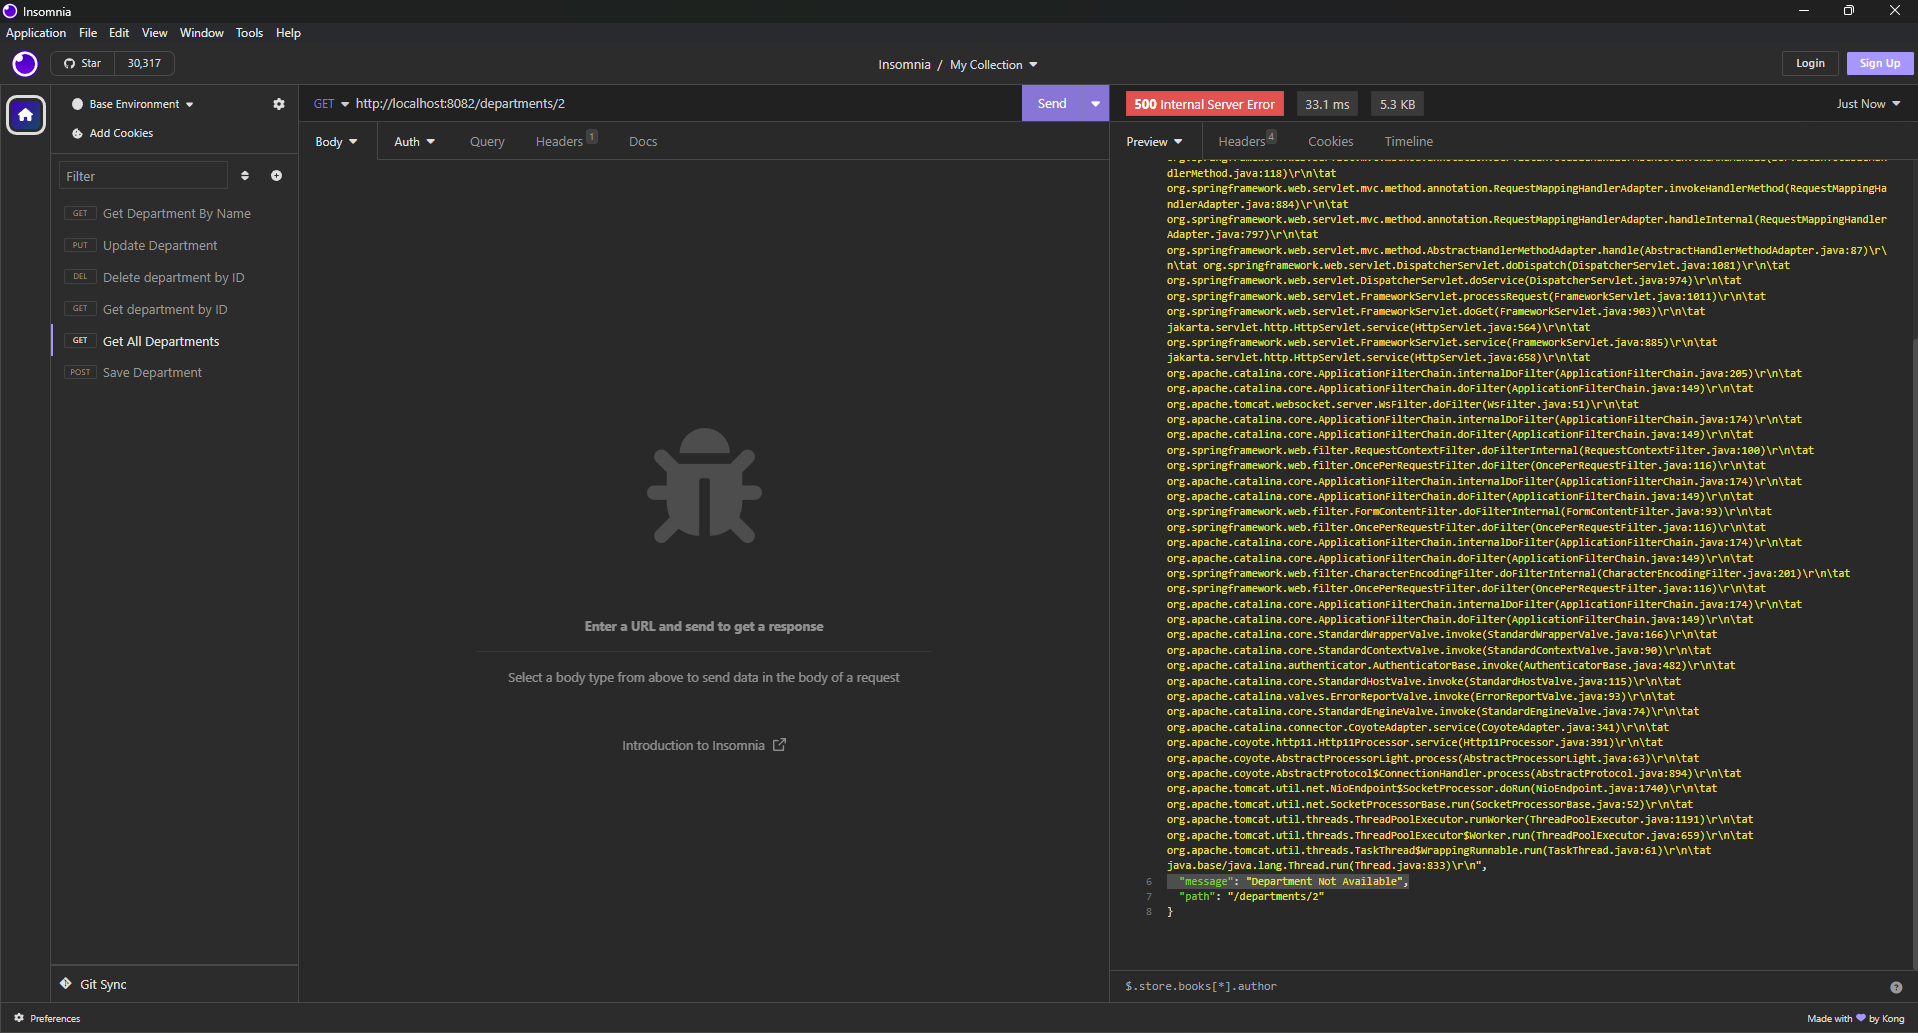 Insomnia
Application File Edit View Window Tools Help
Star 30,317
Insomnia / My Collection
Login Sign Up
Base Environment
Add Cookies
Filter
GET Get Department By Name
PUT Update Department
DEL Delete department by ID
GET Get department by ID
GET Get All Departments
POST Save Department
Git Sync
Preferences
GET http://localhost:8082/departments/2 Send
Body Auth Query Headers 1 Docs
Enter a URL and send to get a response
Select a body type from above to send data in the body of a request
Introduction to Insomnia
500 Internal Server Error 33.1 ms 5.3 KB Just Now
Preview Headers 4 Cookies Timeline
dlerMethod.java:118)\r\n\tat
org.springframework.web.servlet.mvc.method.annotation.RequestMappingHandlerAdapter.invokeHandlerMethod(RequestMappingHa
ndlerAdapter.java:884)\r\n\tat
org.springframework.web.servlet.mvc.method.annotation.RequestMappingHandlerAdapter.handleInternal(RequestMappingHandler
Adapter.java:797)\r\n\tat
org.springframework.web.servlet.mvc.method.AbstractHandlerMethodAdapter.handle(AbstractHandlerMethodAdapter.java:87)\r\
n\tat org.springframework.web.servlet.DispatcherServlet.doDispatch(DispatcherServlet.java:1081)\r\n\tat
org.springframework.web.servlet.DispatcherServlet.doService(DispatcherServlet.java:974)\r\n\tat
org.springframework.web.servlet.FrameworkServlet.processRequest(FrameworkServlet.java:1011)\r\n\tat
org.springframework.web.servlet.FrameworkServlet.doGet(FrameworkServlet.java:903)\r\n\tat
jakarta.servlet.http.HttpServlet.service(HttpServlet.java:564)\r\n\tat
org.springframework.web.servlet.FrameworkServlet.service(FrameworkServlet.java:885)\r\n\tat
jakarta.servlet.http.HttpServlet.service(HttpServlet.java:658)\r\n\tat
org.apache.catalina.core.ApplicationFilterChain.internalDoFilter(ApplicationFilterChain.java:205)\r\n\tat
org.apache.catalina.core.ApplicationFilterChain.doFilter(ApplicationFilterChain.java:149)\r\n\tat
org.apache.tomcat.websocket.server.WsFilter.doFilter(WsFilter.java:51)\r\n\tat
org.apache.catalina.core.ApplicationFilterChain.internalDoFilter(ApplicationFilterChain.java:174)\r\n\tat
org.apache.catalina.core.ApplicationFilterChain.doFilter(ApplicationFilterChain.java:149)\r\n\tat
org.springframework.web.filter.RequestContextFilter.doFilterInternal(RequestContextFilter.java:100)\r\n\tat
org.springframework.web.filter.OncePerRequestFilter.doFilter(OncePerRequestFilter.java:116)\r\n\tat
org.apache.catalina.core.ApplicationFilterChain.internalDoFilter(ApplicationFilterChain.java:174)\r\n\tat
org.apache.catalina.core.ApplicationFilterChain.doFilter(ApplicationFilterChain.java:149)\r\n\tat
org.springframework.web.filter.FormContentFilter.doFilterInternal(FormContentFilter.java:93)\r\n\tat
org.springframework.web.filter.OncePerRequestFilter.doFilter(OncePerRequestFilter.java:116)\r\n\tat
org.apache.catalina.core.ApplicationFilterChain.internalDoFilter(ApplicationFilterChain.java:174)\r\n\tat
org.apache.catalina.core.ApplicationFilterChain.doFilter(ApplicationFilterChain.java:149)\r\n\tat
org.springframework.web.filter.CharacterEncodingFilter.doFilterInternal(CharacterEncodingFilter.java:201)\r\n\tat
org.springframework.web.filter.OncePerRequestFilter.doFilter(OncePerRequestFilter.java:116)\r\n\tat
org.apache.catalina.core.ApplicationFilterChain.internalDoFilter(ApplicationFilterChain.java:174)\r\n\tat
org.apache.catalina.core.ApplicationFilterChain.doFilter(ApplicationFilterChain.java:149)\r\n\tat
org.apache.catalina.core.StandardWrapperValve.invoke(StandardWrapperValve.java:166)\r\n\tat
org.apache.catalina.core.StandardContextValve.invoke(StandardContextValve.java:90)\r\n\tat
org.apache.catalina.authenticator.AuthenticatorBase.invoke(AuthenticatorBase.java:482)\r\n\tat
org.apache.catalina.core.StandardHostValve.invoke(StandardHostValve.java:115)\r\n\tat
org.apache.catalina.valves.ErrorReportValve.invoke(ErrorReportValve.java:93)\r\n\tat
org.apache.catalina.core.StandardEngineValve.invoke(StandardEngineValve.java:74)\r\n\tat
org.apache.catalina.connector.CoyoteAdapter.service(CoyoteAdapter.java:341)\r\n\tat
org.apache.coyote.http11.Http11Processor.service(Http11Processor.java:391)\r\n\tat
org.apache.coyote.AbstractProcessorLight.process(AbstractProcessorLight.java:63)\r\n\tat
org.apache.coyote.AbstractProtocol$ConnectionHandler.process(AbstractProtocol.java:894)\r\n\tat
org.apache.tomcat.util.net.NioEndpoint$SocketProcessor.doRun(NioEndpoint.java:1740)\r\n\tat
org.apache.tomcat.util.net.SocketProcessorBase.run(SocketProcessorBase.java:52)\r\n\tat
org.apache.tomcat.util.threads.ThreadPoolExecutor.runWorker(ThreadPoolExecutor.java:1191)\r\n\tat
org.apache.tomcat.util.threads.ThreadPoolExecutor$Worker.run(ThreadPoolExecutor.java:659)\r\n\tat
org.apache.tomcat.util.threads.TaskThread$WrappingRunnable.run(TaskThread.java:61)\r\n\tat
java.base/java.lang.Thread.run(Thread.java:833)\r\n",
6 "message": "Department Not Available",
7 "path": "/departments/2"
8 }
$.store.books[*].author
Made with by Kong